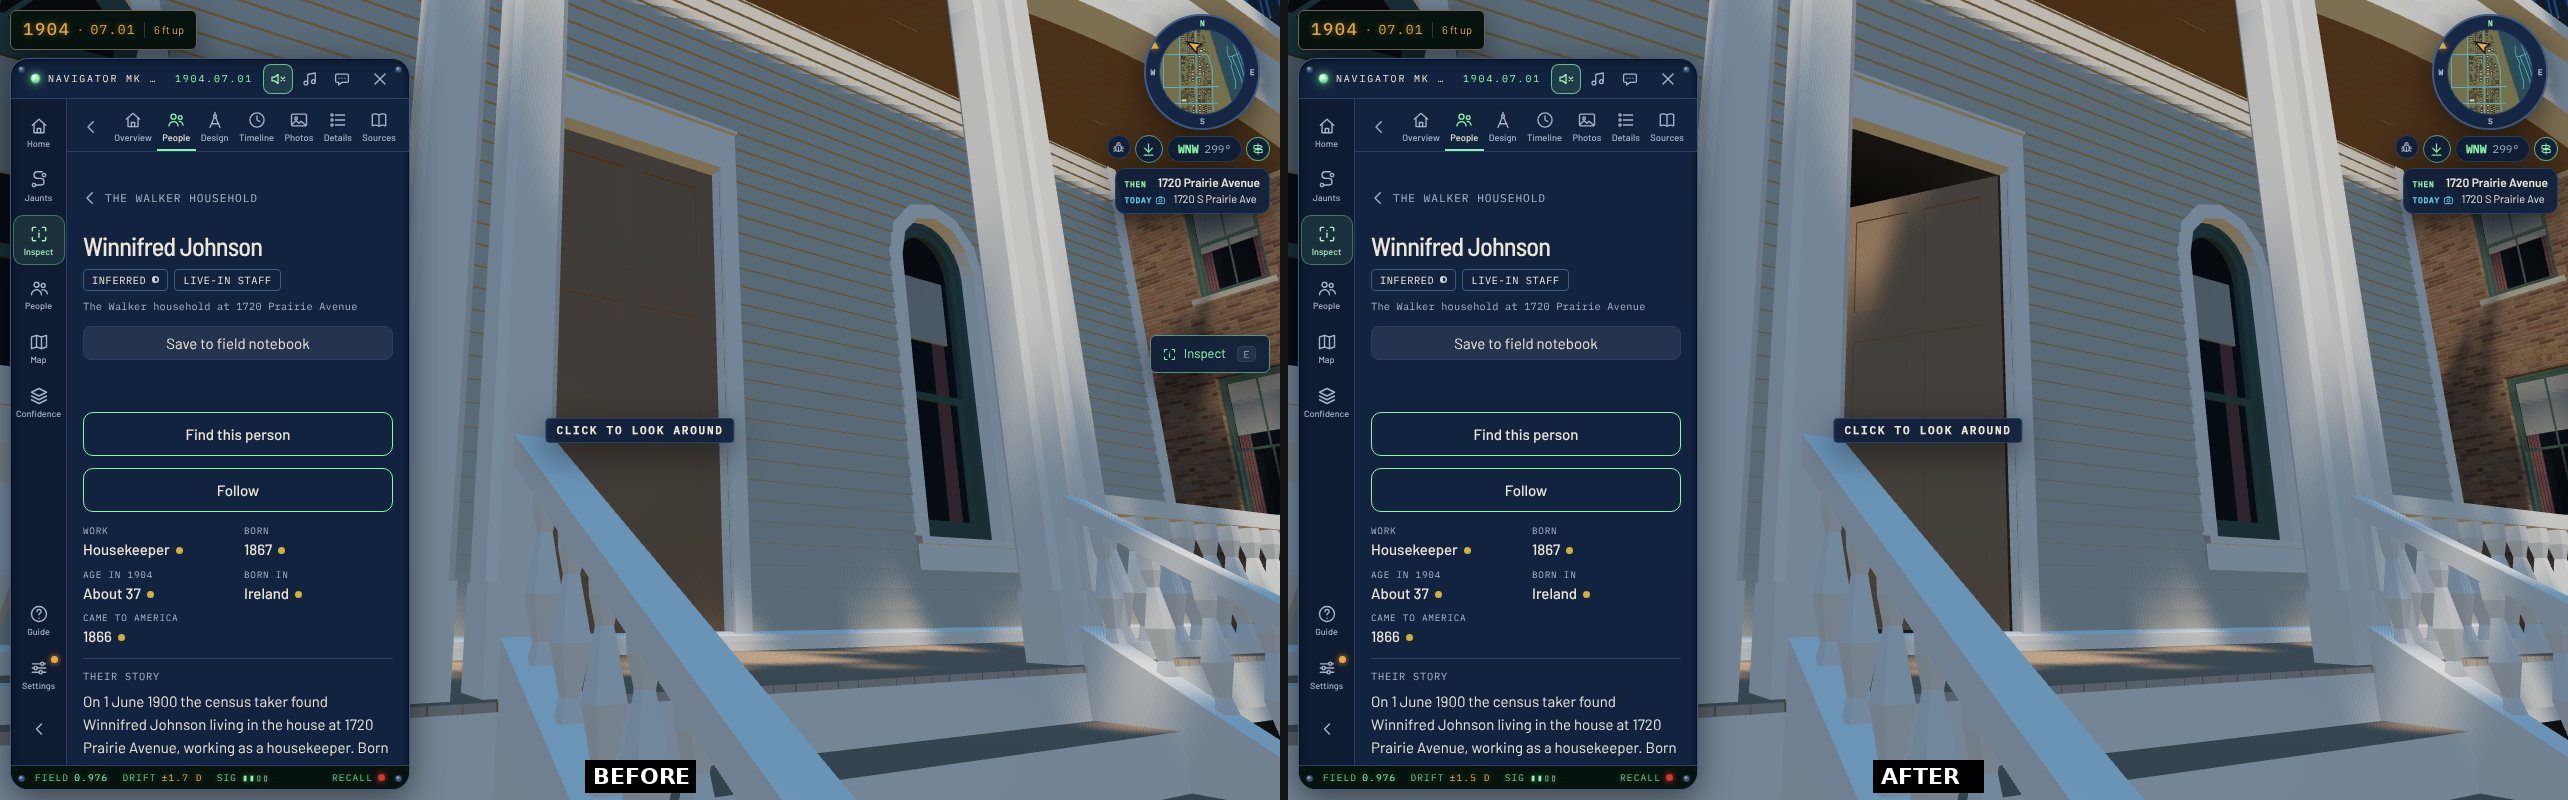 1904 · 07.01 | 6 ft up
NAVIGATOR MK … 1904.07.01
Home
Jaunts
Inspect
People
Map
Confidence
Guide
Settings
Overview People Design Timeline Photos Details Sources
THE WALKER HOUSEHOLD
Winnifred Johnson
INFERRED LIVE-IN STAFF
The Walker household at 1720 Prairie Avenue
Save to field notebook
Find this person
Follow
WORK BORN
Housekeeper 1867
AGE IN 1904 BORN IN
About 37 Ireland
CAME TO AMERICA
1866
THEIR STORY
On 1 June 1900 the census taker found
Winnifred Johnson living in the house at 1720
Prairie Avenue, working as a housekeeper. Born
FIELD 0.976 DRIFT ±1.7 D SIG RECALL
CLICK TO LOOK AROUND
N
W E
S
WNW 299°
THEN 1720 Prairie Avenue
TODAY 1720 S Prairie Ave
Inspect E
BEFORE
1904 · 07.01 | 6 ft up
NAVIGATOR MK … 1904.07.01
Home
Jaunts
Inspect
People
Map
Confidence
Guide
Settings
Overview People Design Timeline Photos Details Sources
THE WALKER HOUSEHOLD
Winnifred Johnson
INFERRED LIVE-IN STAFF
The Walker household at 1720 Prairie Avenue
Save to field notebook
Find this person
Follow
WORK BORN
Housekeeper 1867
AGE IN 1904 BORN IN
About 37 Ireland
CAME TO AMERICA
1866
THEIR STORY
On 1 June 1900 the census taker found
Winnifred Johnson living in the house at 1720
Prairie Avenue, working as a housekeeper. Born
FIELD 0.976 DRIFT ±1.5 D SIG RECALL
CLICK TO LOOK AROUND
N
W E
S
WNW 299°
THEN 1720 Prairie Avenue
TODAY 1720 S Prairie Ave
AFTER